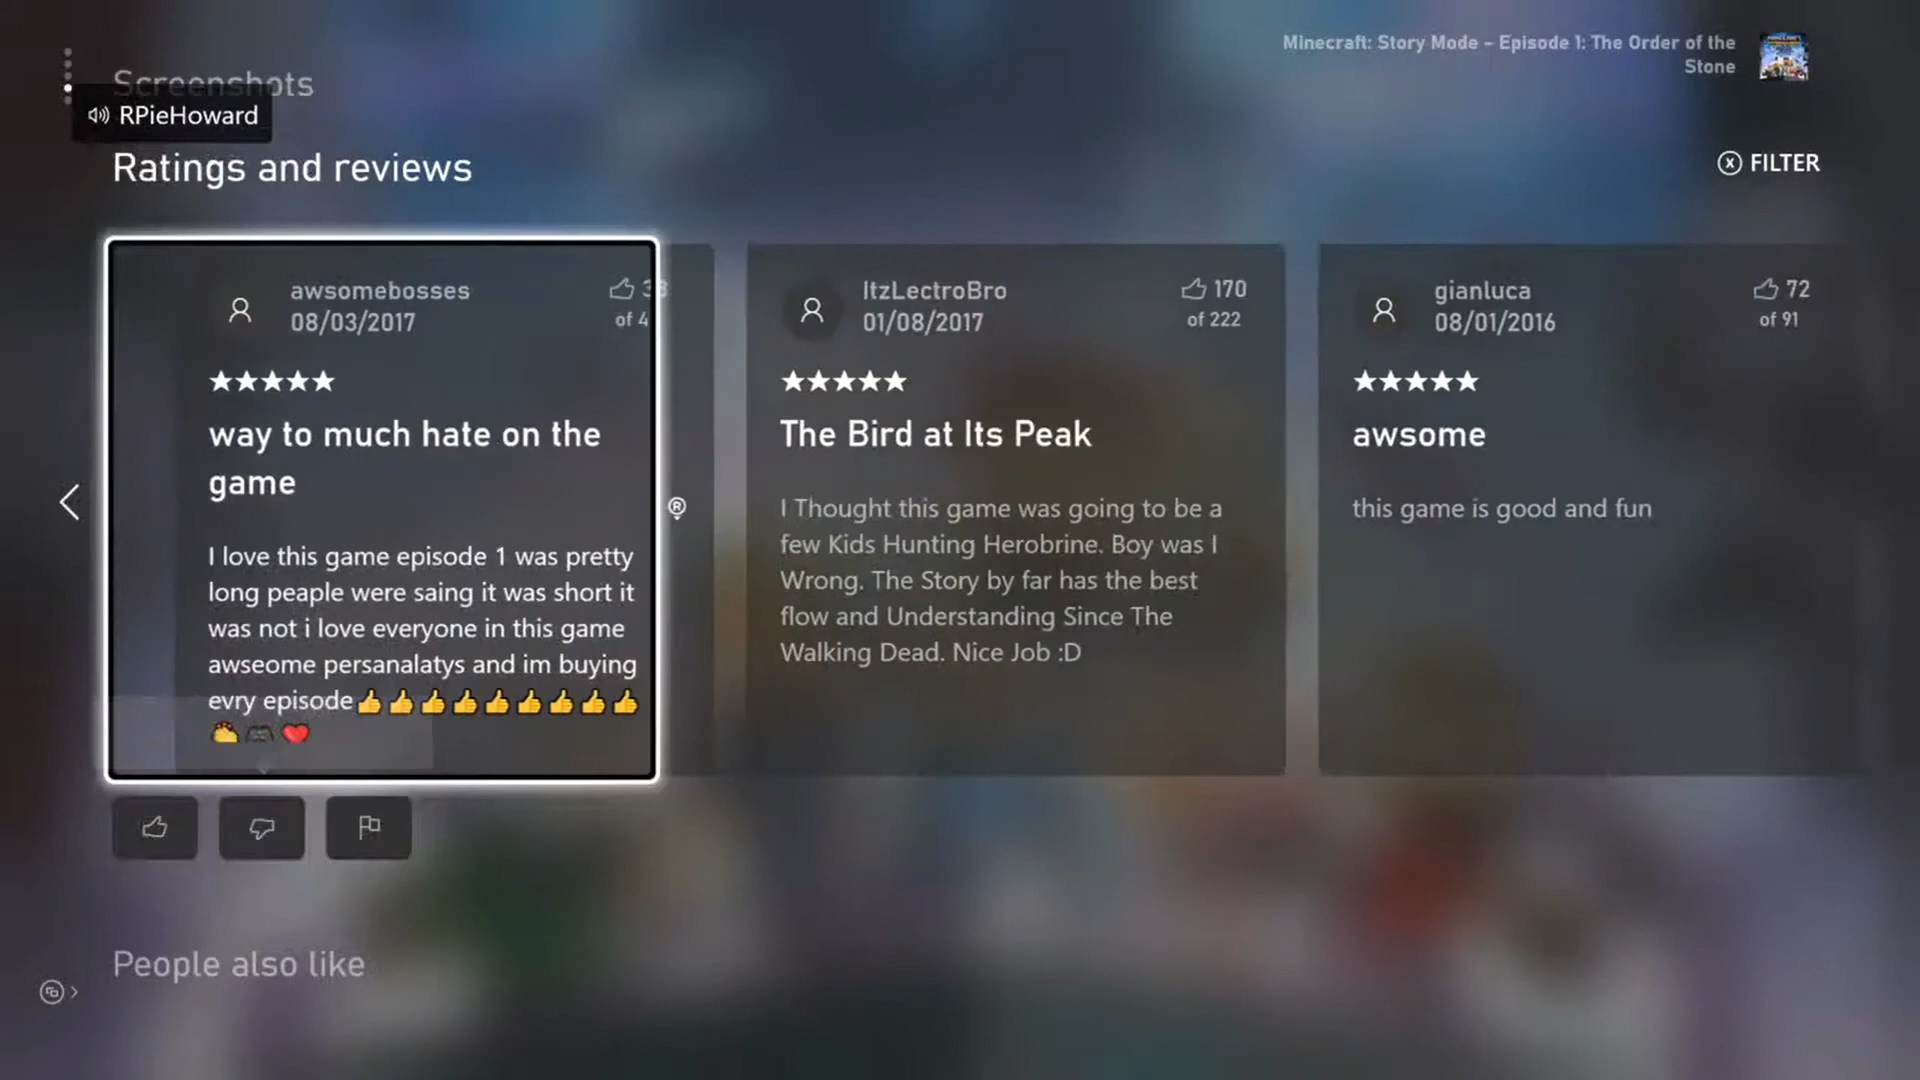 Minecraft: Story Mode - Episode 1: The Order of the
Stone
Screenshots
RPieHoward
Ratings and reviews
FILTER
awsomebosses
08/03/2017
★★★★★
way to much hate on the
game
I love this game episode 1 was pretty
long peaple were saing it was short it
was not i love everyone in this game
awseome persanalatys and im buying
evry episode👍👍👍👍👍👍👍👍👍
ItzLectroBro
01/08/2017
170
of 222
★★★★★
The Bird at Its Peak
I Thought this game was going to be a
few Kids Hunting Herobrine. Boy was I
Wrong. The Story by far has the best
flow and Understanding Since The
Walking Dead. Nice Job :D
gianluca
08/01/2016
72
of 91
★★★★★
awsome
this game is good and fun
People also like